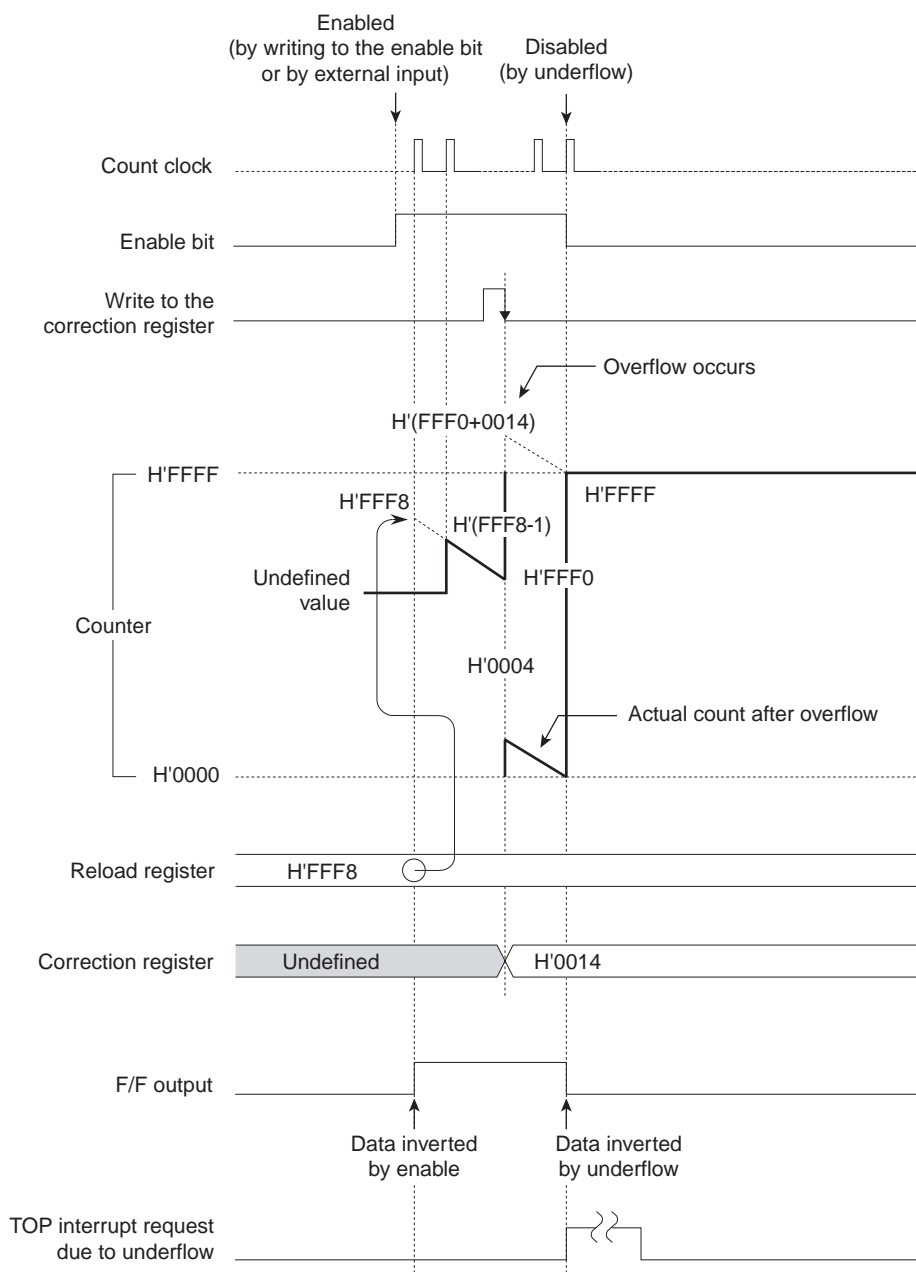 Enabled
(by writing to the enable bit
or by external input)
Disabled
(by underflow)
Count clock
Enable bit
Write to the
correction register
Overflow occurs
H'(FFF0+0014)
H'FFFF
H'FFFF
H'FFF8
H'(FFF8-1)
Undefined
value
H'FFF0
Counter
H'0004
Actual count after overflow
H'0000
Reload register
H'FFF8
Correction register
Undefined
H'0014
F/F output
Data inverted
by enable
Data inverted
by underflow
TOP interrupt request
due to underflow